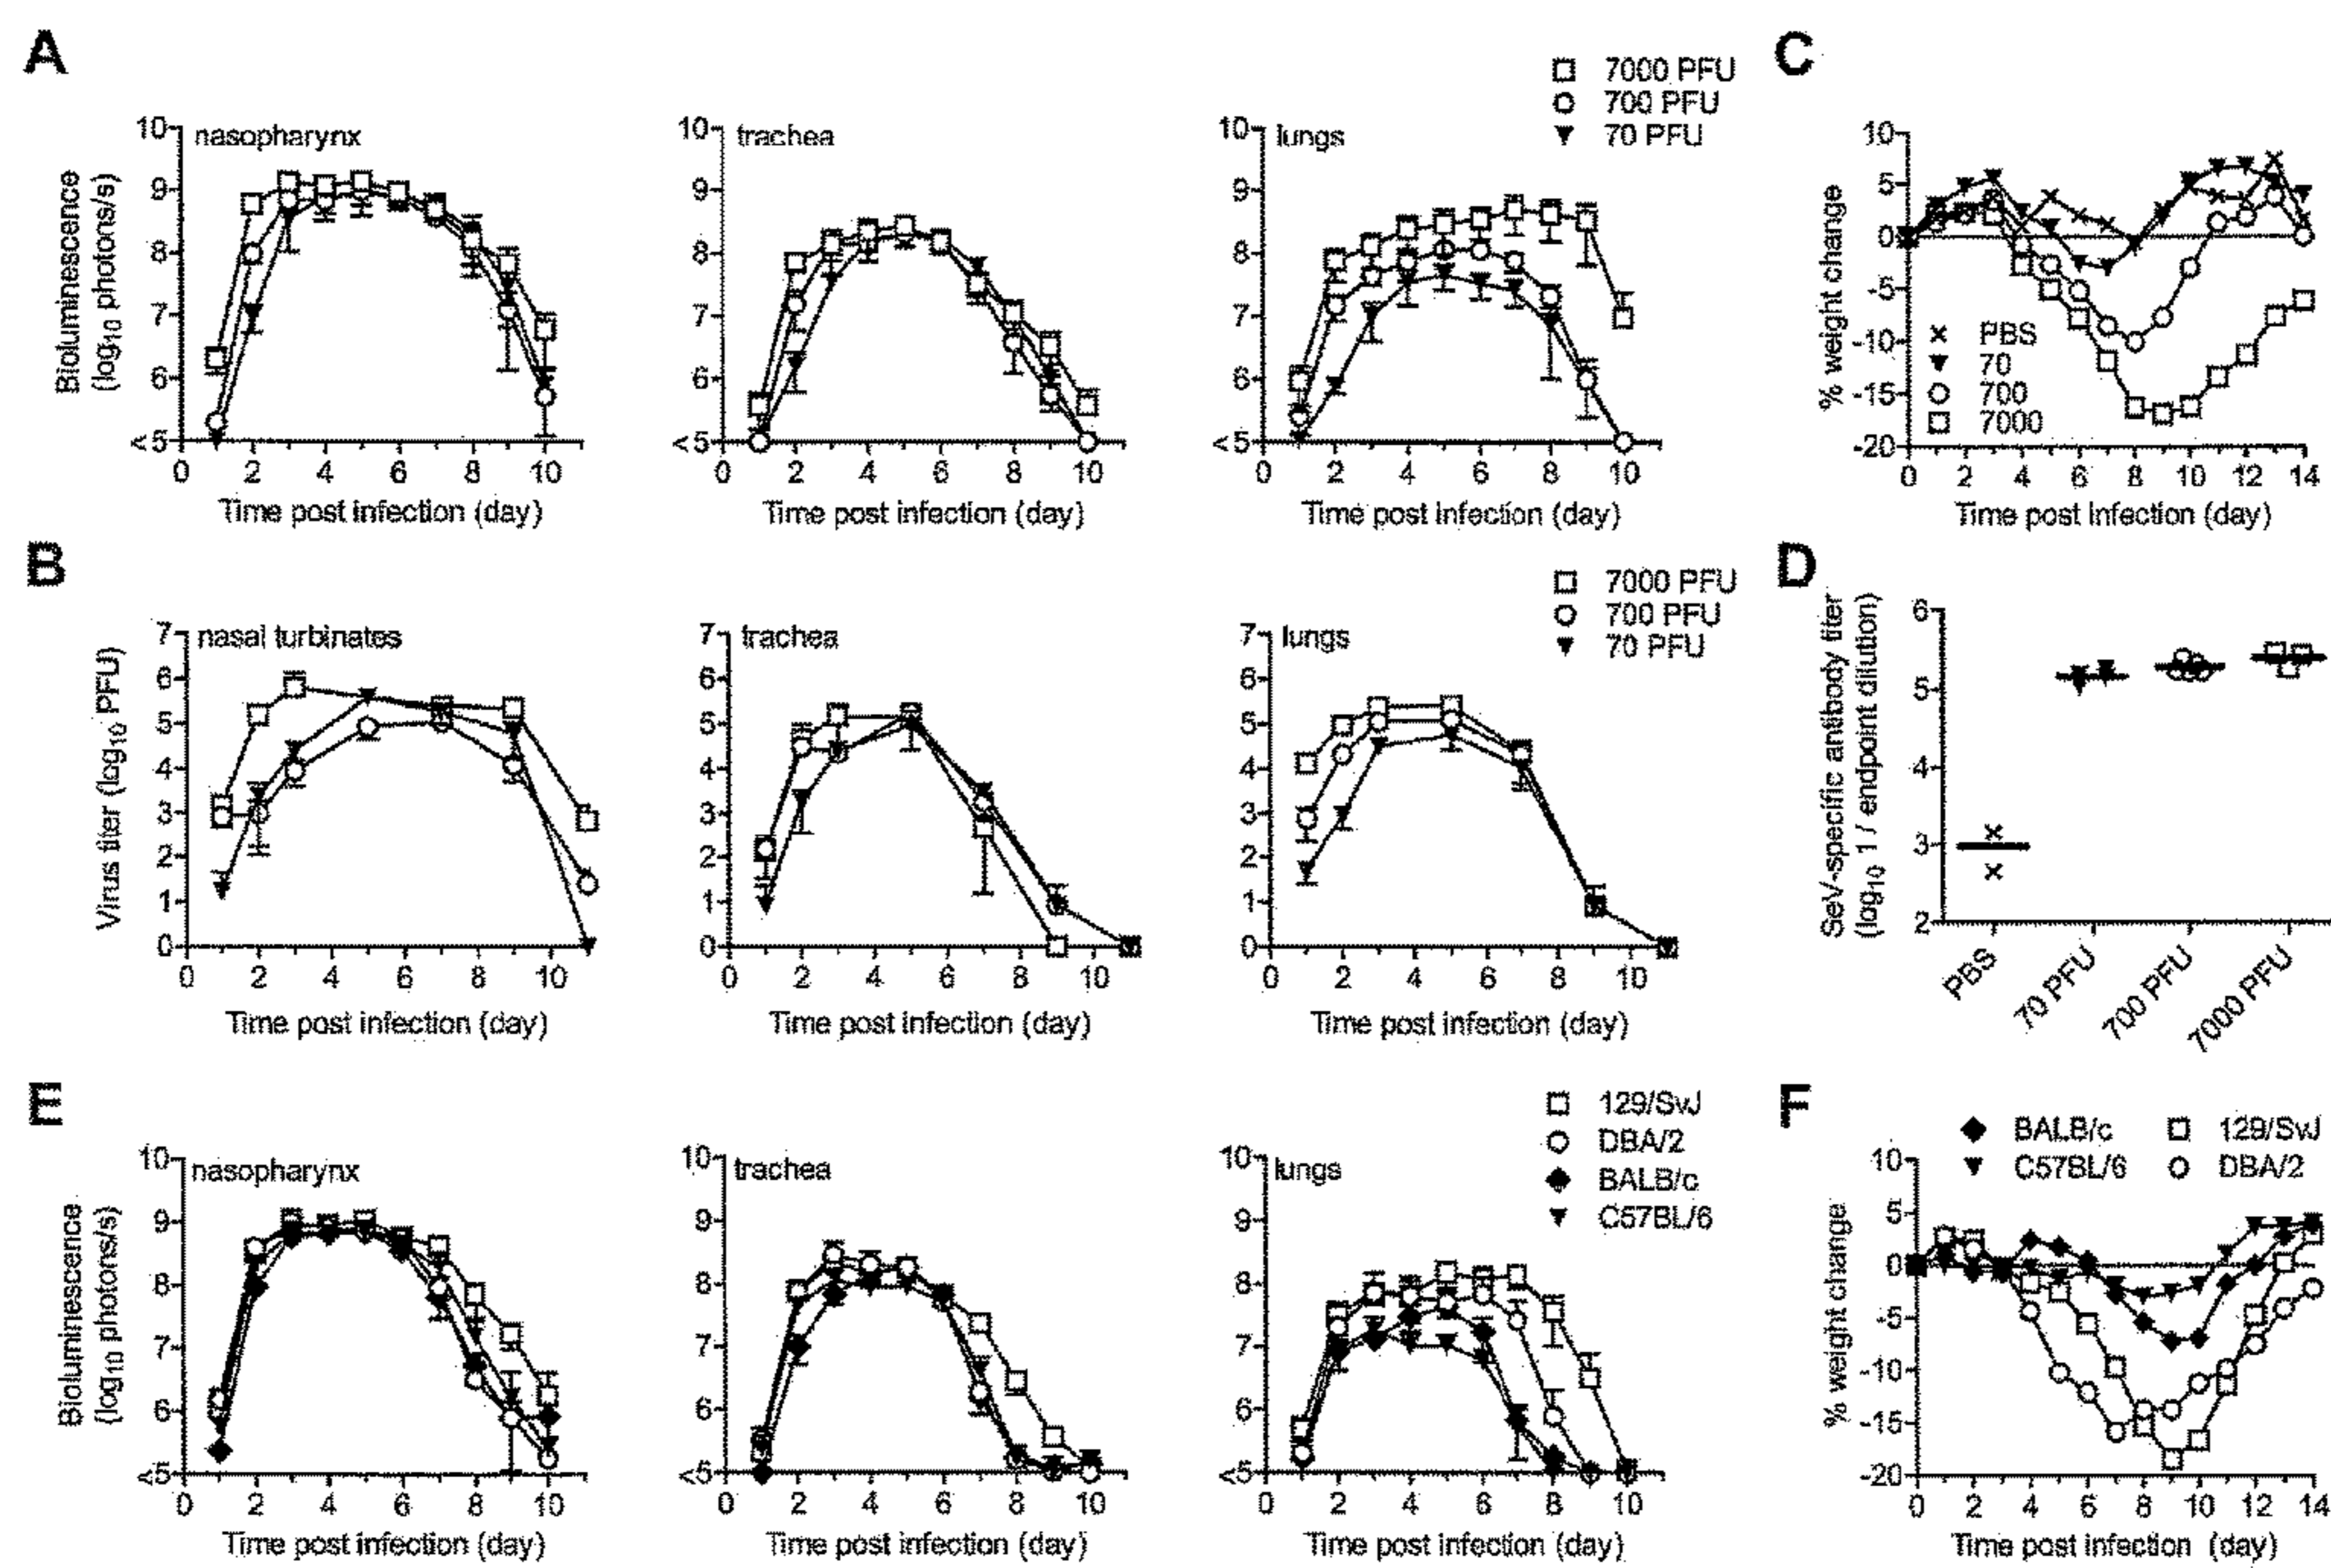 A
7000 PFU
700 PFU
70 PFU
nasopharynx
trachea
lungs
Bioluminescence
(log10 photons/s)
10
9
8
7
6
<5
0 2 4 6 8 10
Time post infection (day)
10
9
8
7
6
<5
0 2 4 6 8 10
Time post infection (day)
10
9
8
7
6
<5
0 2 4 6 8 10
Time post infection (day)
C
% weight change
10
5
0
-5
-10
-15
-20
PBS
70
700
7000
0 2 4 6 8 10 12 14
Time post infection (day)
B
7000 PFU
700 PFU
70 PFU
nasal turbinates
trachea
lungs
Virus titer (log10 PFU)
7
6
5
4
3
2
1
0
0 2 4 6 8 10
Time post infection (day)
7
6
5
4
3
2
1
0
0 2 4 6 8 10
Time post infection (day)
7
6
5
4
3
2
1
0
0 2 4 6 8 10
Time post infection (day)
D
SeV-specific antibody titer
(log10 1 / endpoint dilution)
6
5
4
3
2
PBS
70 PFU
700 PFU
7000 PFU
E
129/SvJ
DBA/2
BALB/c
C57BL/6
nasopharynx
trachea
lungs
Bioluminescence
(log10 photons/s)
10
9
8
7
6
<5
0 2 4 6 8 10
Time post infection (day)
10
9
8
7
6
<5
0 2 4 6 8 10
Time post infection (day)
10
9
8
7
6
<5
0 2 4 6 8 10
Time post infection (day)
F
BALB/c 129/SvJ
C57BL/6 DBA/2
% weight change
10
5
0
-5
-10
-15
-20
0 2 4 6 8 10 12 14
Time post infection (day)